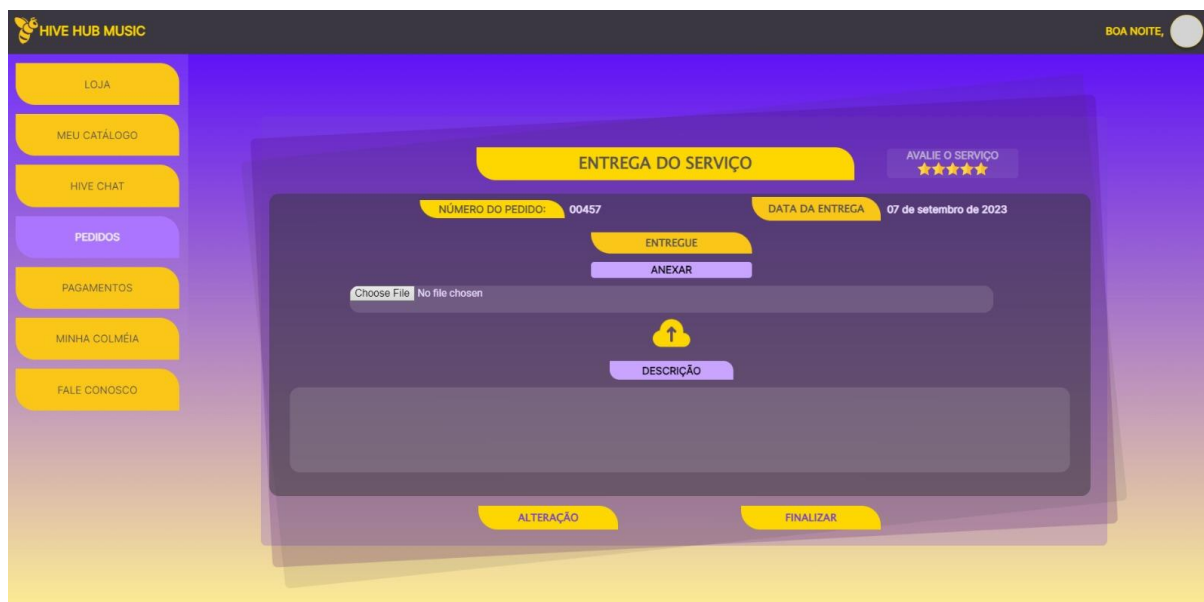 HIVE HUB MUSIC
BOA NOITE,
LOJA
MEU CATÁLOGO
HIVE CHAT
PEDIDOS
PAGAMENTOS
MINHA COLMÉIA
FALE CONOSCO
ENTREGA DO SERVIÇO
AVALIE O SERVIÇO
NÚMERO DO PEDIDO: 00457
DATA DA ENTREGA 07 de setembro de 2023
ENTREGUE
ANEXAR
Choose File No file chosen
DESCRIÇÃO
ALTERAÇÃO
FINALIZAR